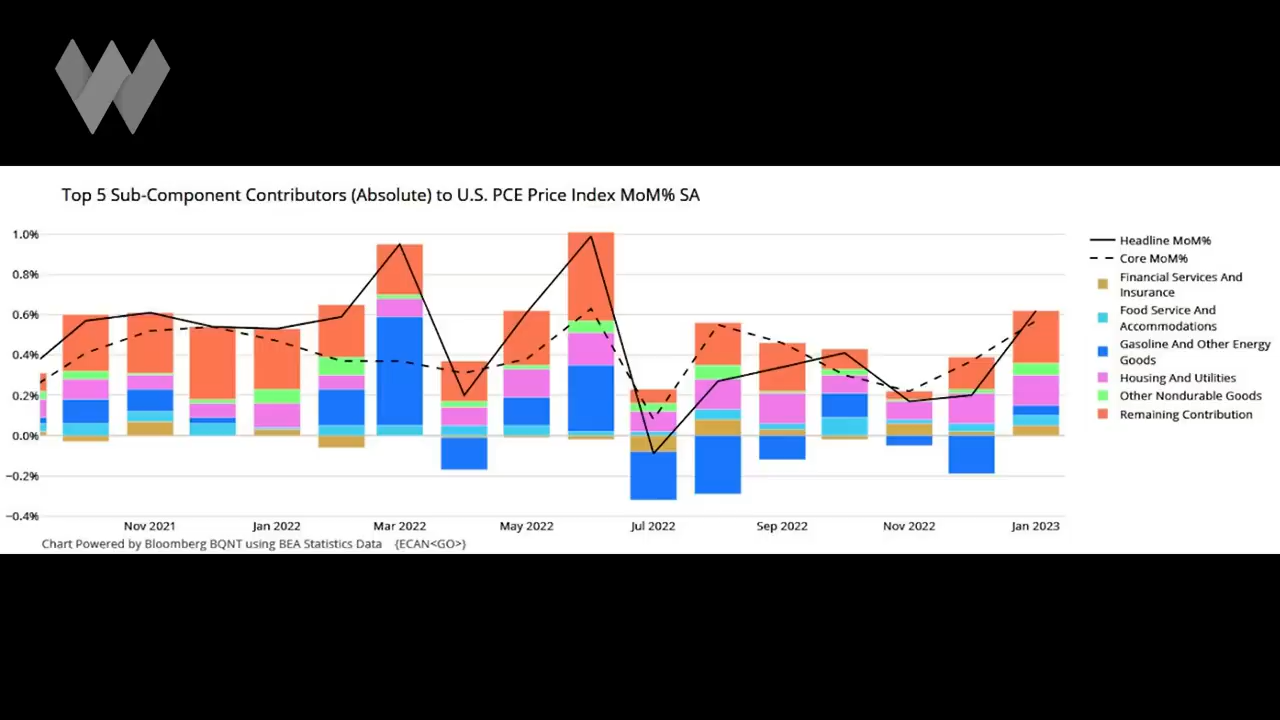 Top 5 Sub-Component Contributors (Absolute) to U.S. PCE Price Index MoM% SA
1.0%
0.8%
0.6%
0.4%
0.2%
0.0%
−0.2%
−0.4%
Nov 2021
Jan 2022
Mar 2022
May 2022
Jul 2022
Sep 2022
Nov 2022
Jan 2023
Headline MoM%
Core MoM%
Financial Services And
Insurance
Food Service And
Accommodations
Gasoline And Other Energy
Goods
Housing And Utilities
Other Nondurable Goods
Remaining Contribution
Chart Powered by Bloomberg BQNT using BEA Statistics Data {ECAN<GO>}